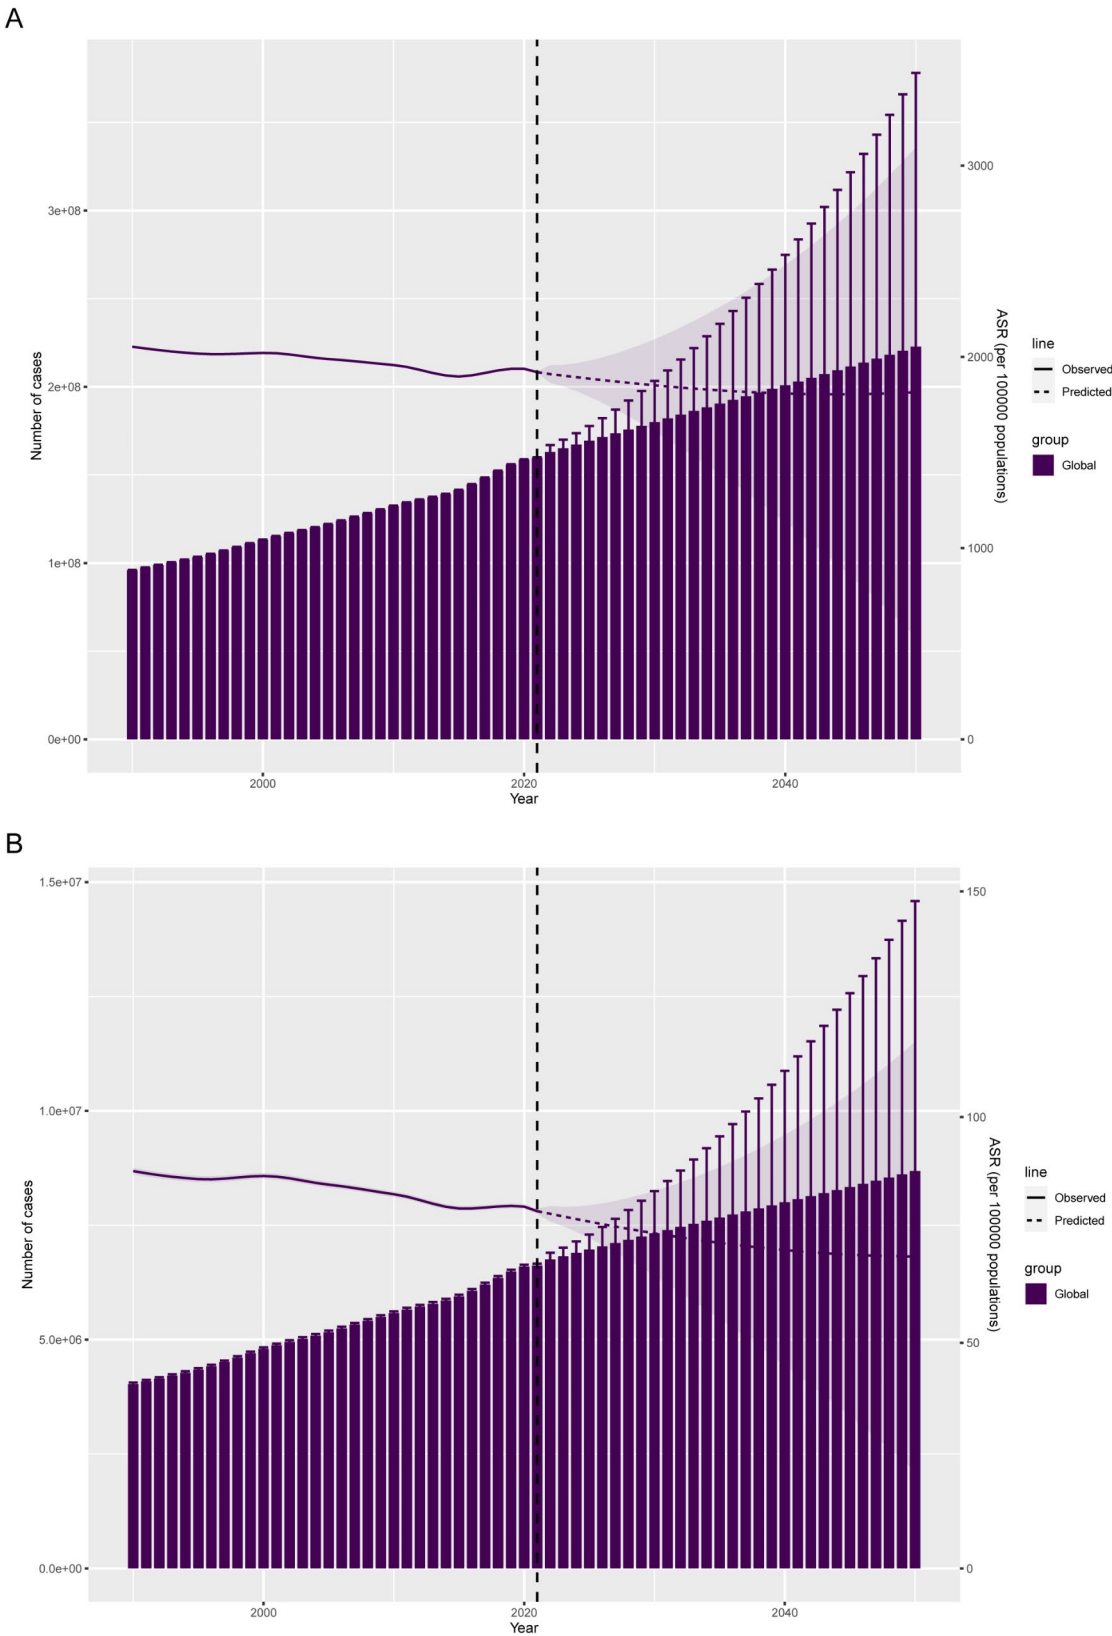 A
3e+08
2e+08
1e+08
0e+00
Number of cases
3000
2000
1000
0
ASR (per 100000 populations)
2000
2020
2040
Year
line
Observed
Predicted
group
Global
B
1.5e+07
1.0e+07
5.0e+06
0.0e+00
Number of cases
150
100
50
0
ASR (per 100000 populations)
2000
2020
2040
Year
line
Observed
Predicted
group
Global